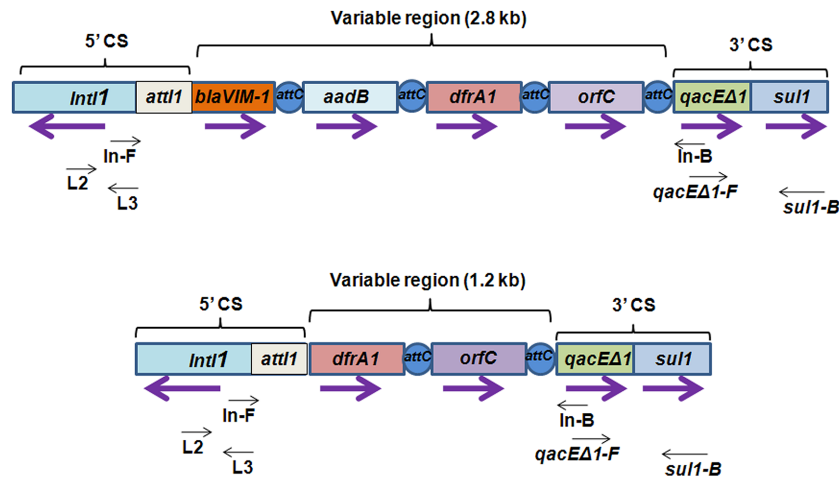 Variable region (2.8 kb)
5’ CS
3’ CS
IntI1 attI1 blaVIM-1 attC aadB attC dfrA1 attC orfC attC qacEΔ1 sul1
In-F
In-B
L2
qacEΔ1-F
L3
sul1-B
Variable region (1.2 kb)
5’ CS
3’ CS
IntI1 attI1 dfrA1 attC orfC attC qacEΔ1 sul1
In-F
In-B
L2
qacEΔ1-F
L3
sul1-B